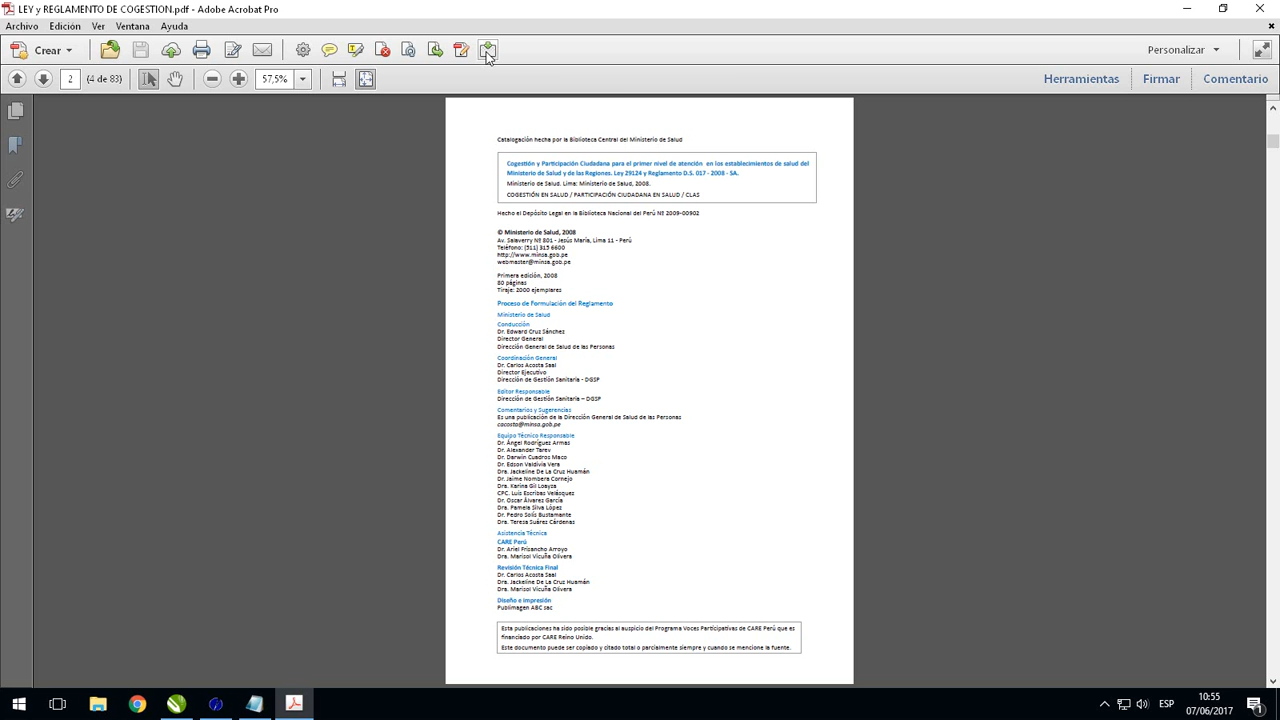 LEY y REGLAMENTO DE COGESTION.pdf - Adobe Acrobat Pro
Archivo Edición Ver Ventana Ayuda
Crear
Personalizar
2 (4 de 83) 57,5%
Herramientas Firmar Comentario
Catalogación hecha por la Biblioteca Central del Ministerio de Salud
Cogestión y Participación Ciudadana para el primer nivel de atención en los establecimientos de salud del
Ministerio de Salud y de las Regiones. Ley 29124 y Reglamento D.S. 017 - 2008 - SA.
Ministerio de Salud. Lima: Ministerio de Salud, 2008.
COGESTIÓN EN SALUD / PARTICIPACIÓN CIUDADANA EN SALUD / CLAS
Hecho el Depósito Legal en la Biblioteca Nacional del Perú Nº 2009-00902
© Ministerio de Salud, 2008
Av. Salaverry Nº 801 - Jesús María, Lima 11 - Perú
Teléfono: (511) 315 6600
http://www.minsa.gob.pe
webmaster@minsa.gob.pe
Primera edición, 2008
80 páginas
Tiraje: 2000 ejemplares
Proceso de Formulación del Reglamento
Ministerio de Salud
Conducción
Dr. Edward Cruz Sánchez
Director General
Dirección General de Salud de las Personas
Coordinación General
Dr. Carlos Acosta Saal
Director Ejecutivo
Dirección de Gestión Sanitaria - DGSP
Editor Responsable
Dirección de Gestión Sanitaria – DGSP
Comentarios y Sugerencias
Es una publicación de la Dirección General de Salud de las Personas
cacosta@minsa.gob.pe
Equipo Técnico Responsable
Dr. Ángel Rodríguez Armas
Dr. Alexander Tarev
Dr. Darwin Cuadros Maco
Dr. Edson Valdivia Vera
Dra. Jackeline De La Cruz Huamán
Dr. Jaime Nombera Cornejo
Dra. Karina Gil Loayza
CPC. Luis Escribas Velásquez
Dr. Oscar Álvarez García
Dra. Pamela Silva López
Dr. Pedro Solís Bustamante
Dra. Teresa Suárez Cárdenas
Asistencia Técnica
CARE Perú
Dr. Ariel Frisancho Arroyo
Dra. Marisol Vicuña Olivera
Revisión Técnica Final
Dr. Carlos Acosta Saal
Dra. Jackeline De La Cruz Huamán
Dra. Marisol Vicuña Olivera
Diseño e impresión
Publimagen ABC sac
Esta publicaciones ha sido posible gracias al auspicio del Programa Voces Participativas de CARE Perú que es
financiado por CARE Reino Unido.
Este documento puede ser copiado y citado total o parcialmente siempre y cuando se mencione la fuente.
ESP
10:55
07/06/2017